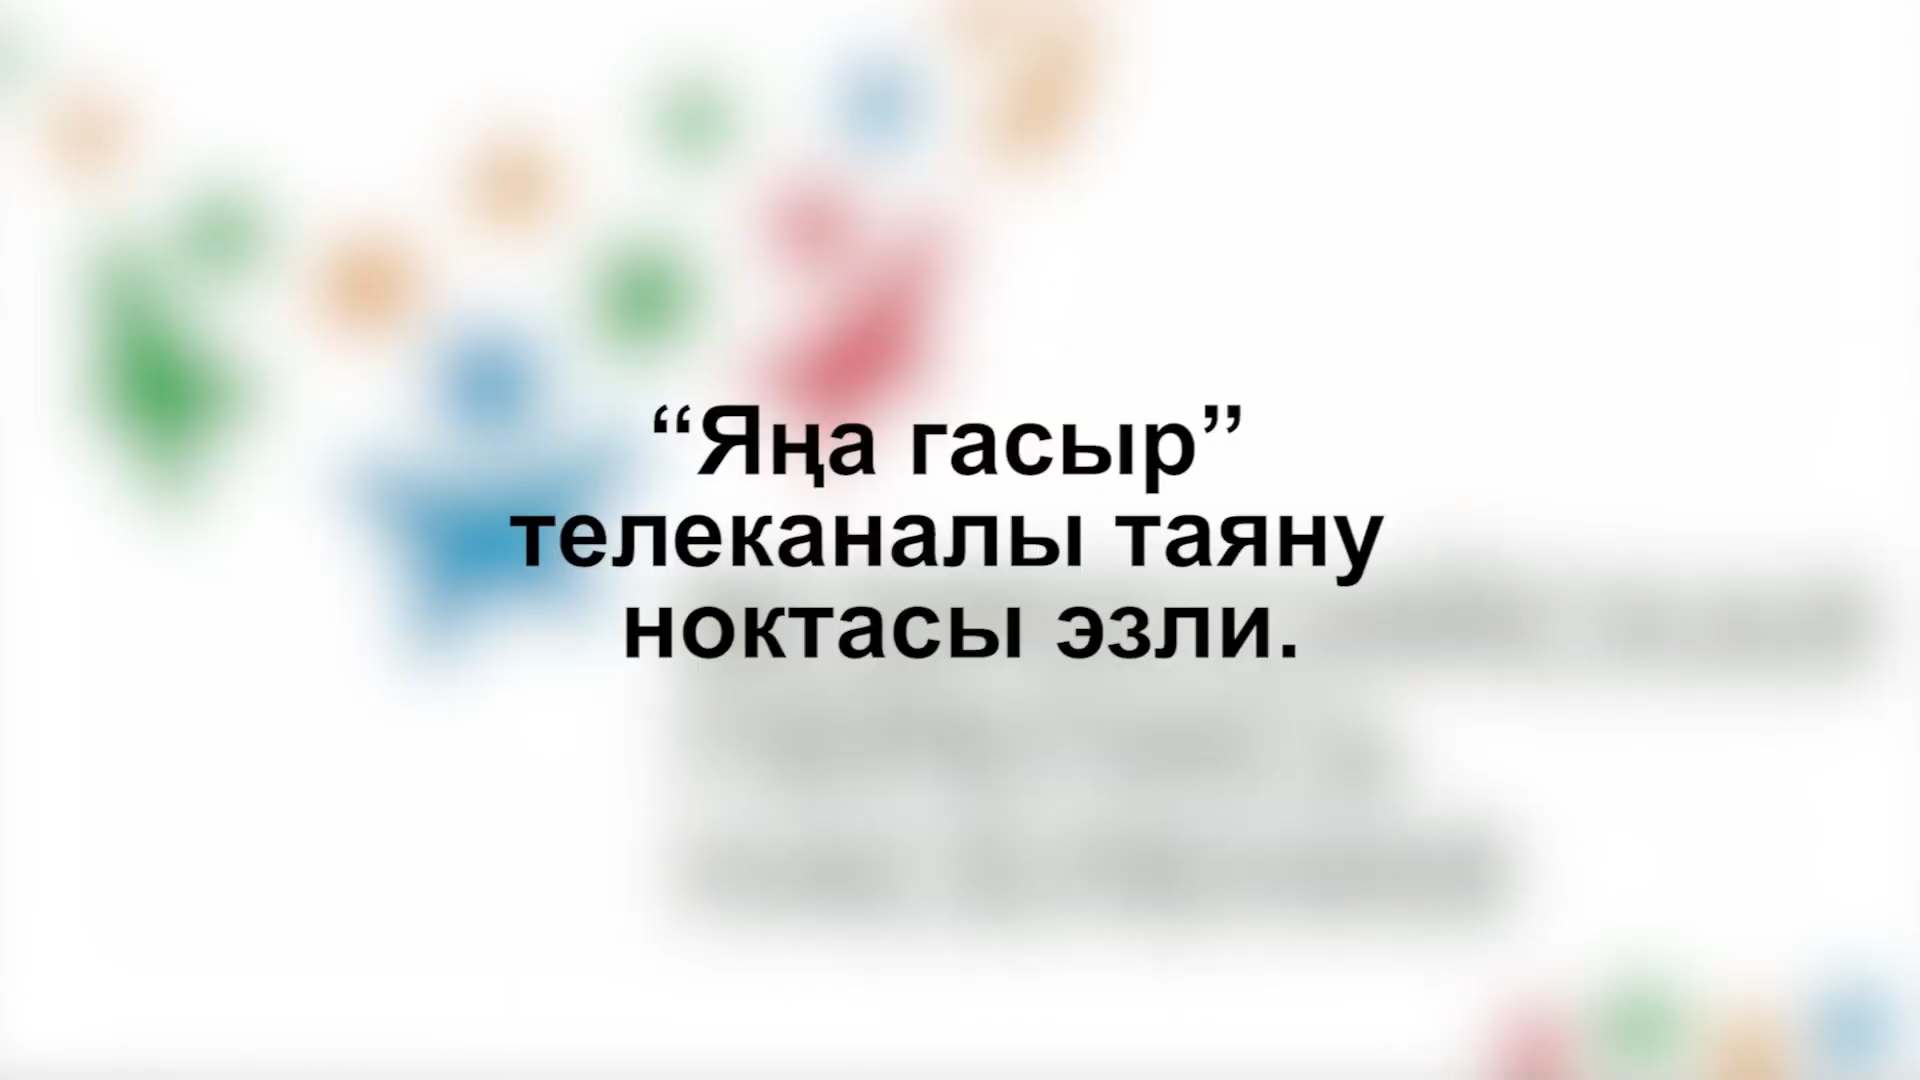 “Яңа гасыр”
телеканалы таяну
ноктасы эзли.